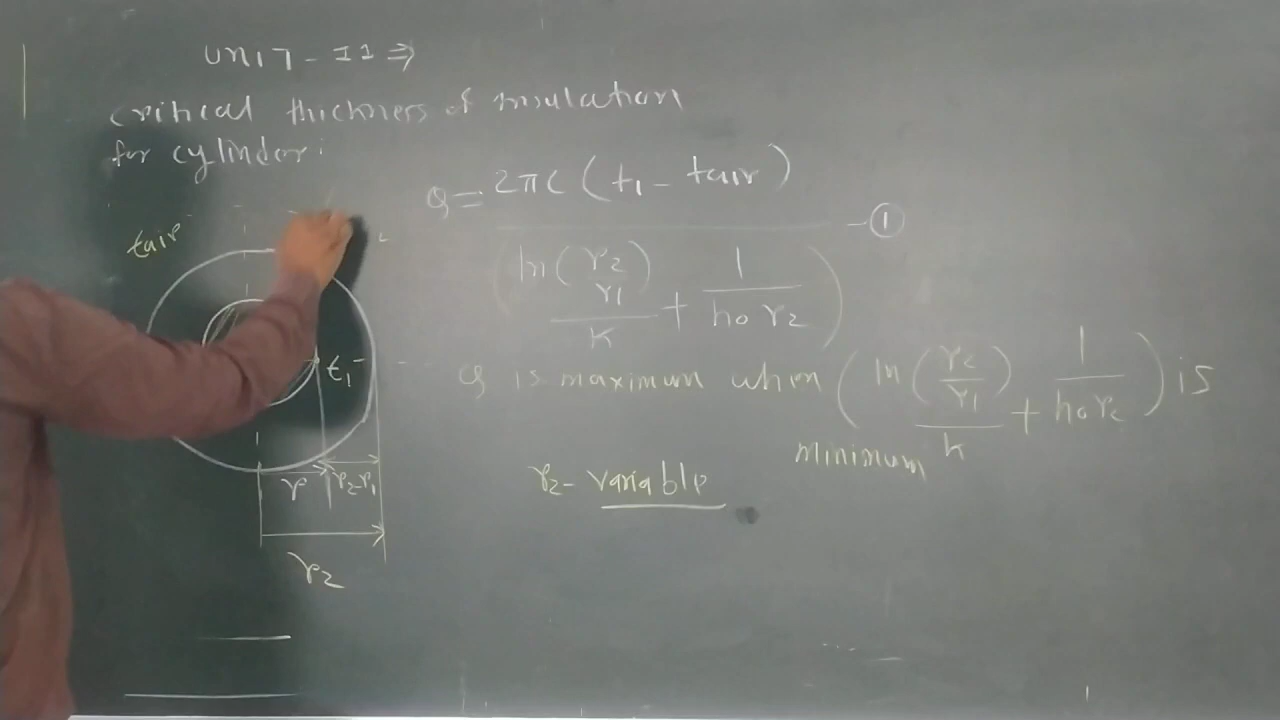 UNIT-II ⇒
critical thickness of insulation
for cylinder:
Q = 2πL (t1 - tair) / (ln(r2/r1)/k + 1/(ho r2)) — ①
tair
t1
Q is maximum when (ln(r2/r1)/k + 1/(ho r2)) is
minimum
r2 - variable
r r2-r1
r2